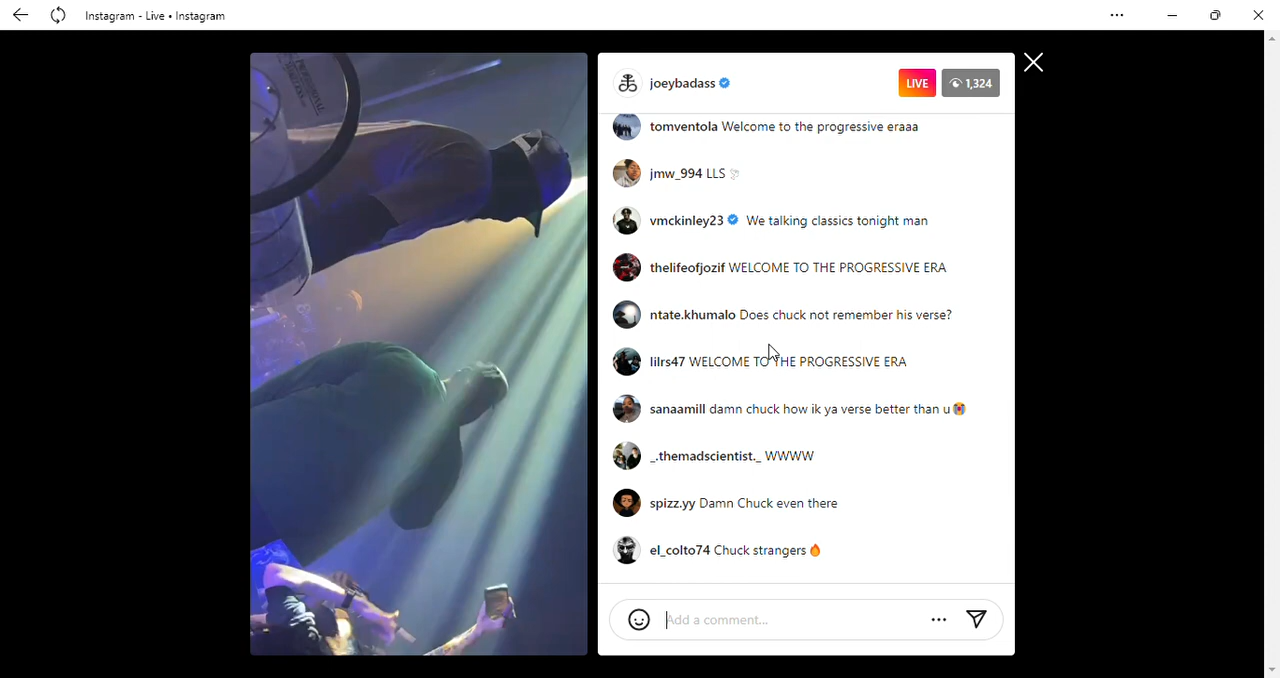 Instagram - Live • Instagram
joeybadass
LIVE
1,324
tomventola Welcome to the progressive eraaa
jmw_994 LLS 🕊
vmckinley23 We talking classics tonight man
thelifeofjozif WELCOME TO THE PROGRESSIVE ERA
ntate.khumalo Does chuck not remember his verse?
lilrs47 WELCOME TO THE PROGRESSIVE ERA
sanaamill damn chuck how ik ya verse better than u😭
_.themadscientist._ WWWW
spizz.yy Damn Chuck even there
el_colto74 Chuck strangers🔥
Add a comment...